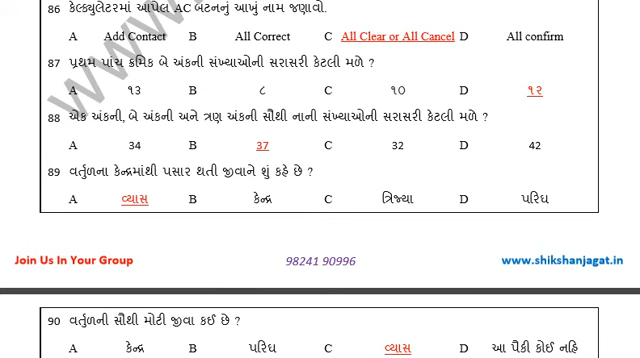 86 કેલ્ક્યુલેટરમાં આપેલ AC બટનનું આખું નામ જણાવો.
A Add Contact B All Correct C All Clear or All Cancel D All confirm
87 પ્રથમ પાંચ ક્રમિક બે અંકની સંખ્યાઓની સરાસરી કેટલી મળે ?
A ૧૩ B ૮ C ૧૦ D ૧૨
88 એક અંકની, બે અંકની અને ત્રણ અંકની સૌથી નાની સંખ્યાઓની સરાસરી કેટલી મળે ?
A 34 B 37 C 32 D 42
89 વર્તુળના કેન્દ્રમાંથી પસાર થતી જીવાને શું કહે છે ?
A વ્યાસ B કેન્દ્ર C ત્રિજ્યા D પરિઘ
Join Us In Your Group 98241 90996 www.shikshanjagat.in
90 વર્તુળની સૌથી મોટી જીવા કઈ છે ?
A કેન્દ્ર B પરિઘ C વ્યાસ D આ પૈકી કોઈ નહિ